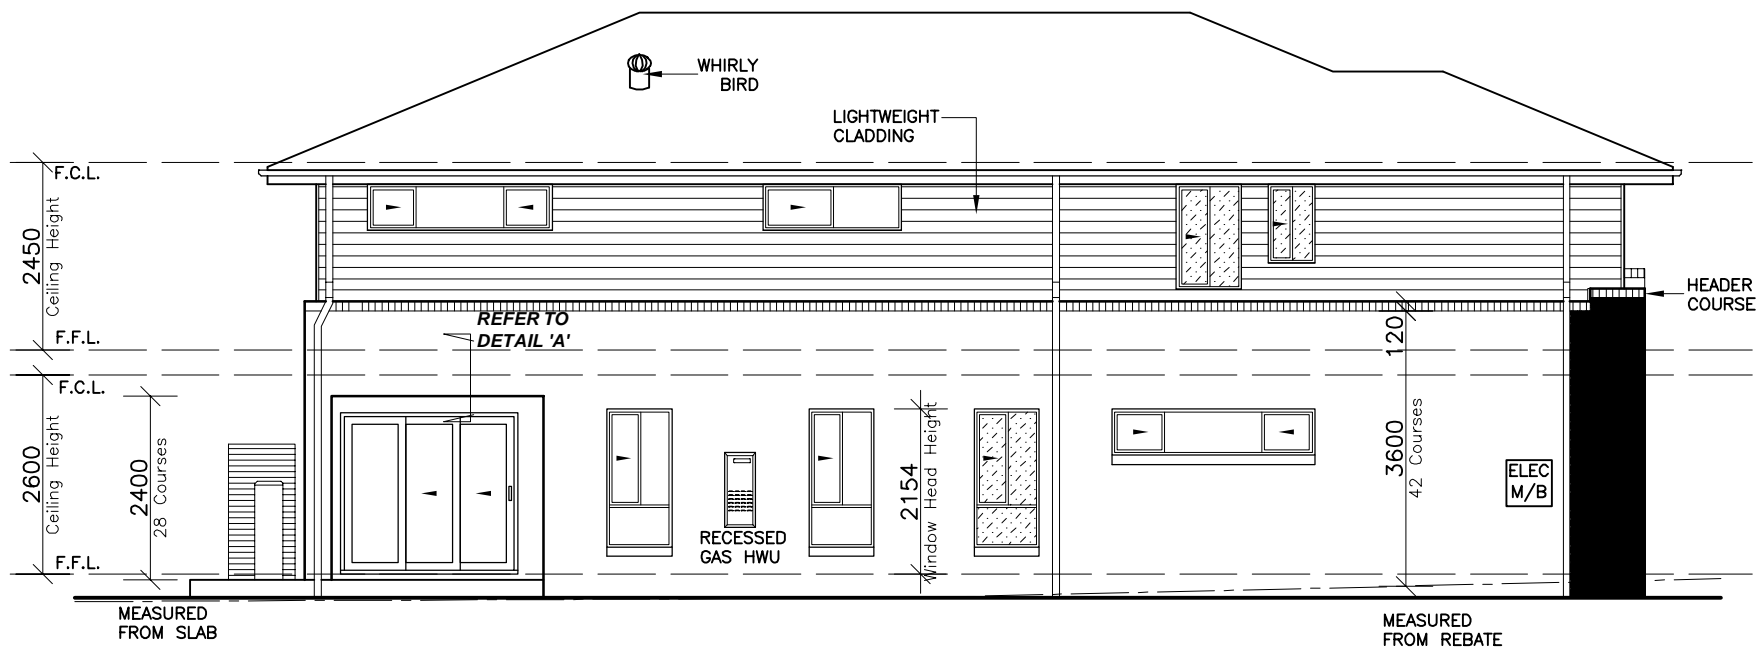 WHIRLY
BIRD
LIGHTWEIGHT
CLADDING
F.C.L.
2450
Ceiling Height
F.F.L.
HEADER
COURSE
REFER TO
DETAIL 'A'
120
F.C.L.
2600
Ceiling Height
2400
28 Courses
2154
Window Head Height
3600
42 Courses
ELEC
M/B
RECESSED
GAS HWU
F.F.L.
MEASURED
FROM SLAB
MEASURED
FROM REBATE